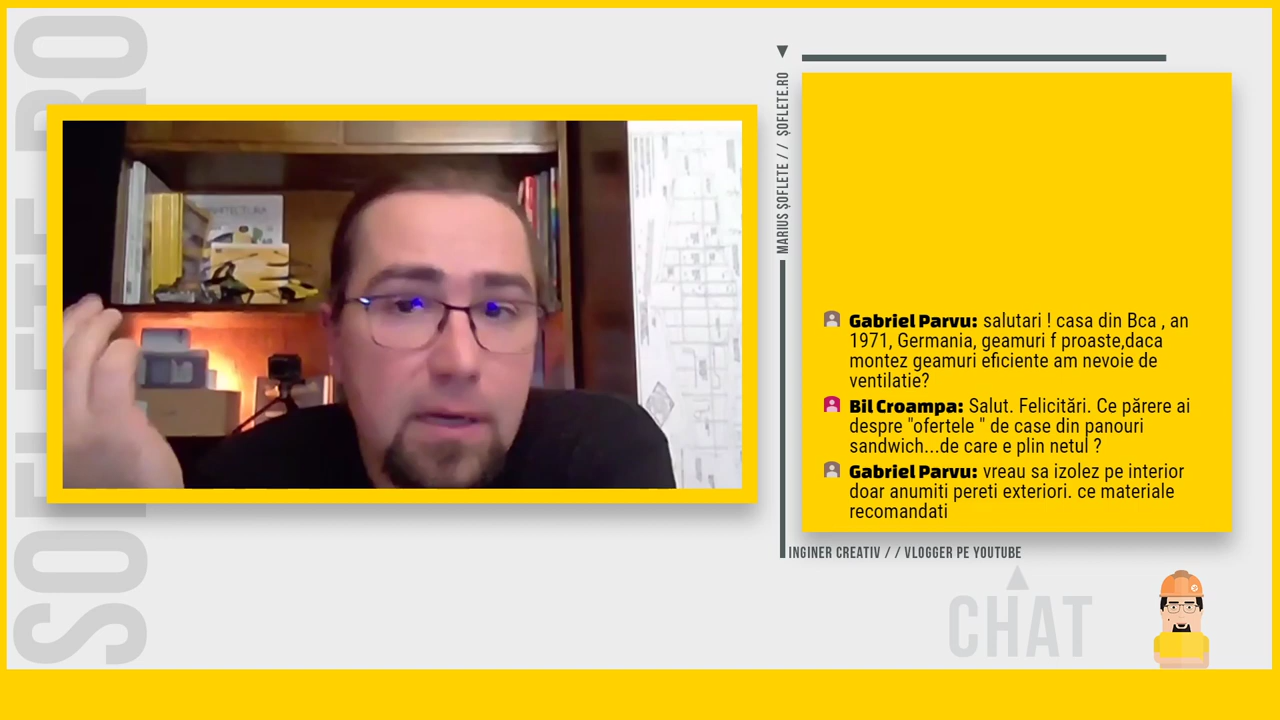 SOFLETE.RO
ARHITECTURA
MARIUS ȘOFLETE // ȘOFLETE.RO
Gabriel Parvu: salutari ! casa din Bca , an
1971, Germania, geamuri f proaste,daca
montez geamuri eficiente am nevoie de
ventilatie?
Bil Croampa: Salut. Felicitări. Ce părere ai
despre "ofertele " de case din panouri
sandwich...de care e plin netul ?
Gabriel Parvu: vreau sa izolez pe interior
doar anumiti pereti exteriori. ce materiale
recomandati
INGINER CREATIV // VLOGGER PE YOUTUBE
CHAT